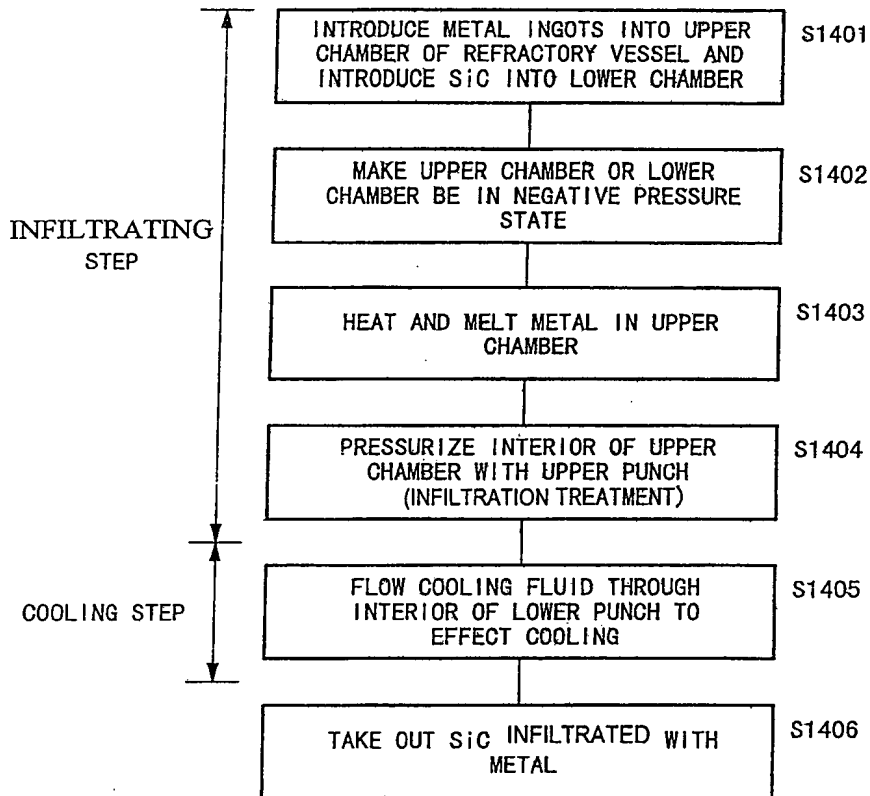 INTRODUCE METAL INGOTS INTO UPPER
CHAMBER OF REFRACTORY VESSEL AND
INTRODUCE SiC INTO LOWER CHAMBER
S1401
MAKE UPPER CHAMBER OR LOWER
CHAMBER BE IN NEGATIVE PRESSURE
STATE
S1402
INFILTRATING
STEP
HEAT AND MELT METAL IN UPPER
CHAMBER
S1403
PRESSURIZE INTERIOR OF UPPER
CHAMBER WITH UPPER PUNCH
(INFILTRATION TREATMENT)
S1404
COOLING STEP
FLOW COOLING FLUID THROUGH
INTERIOR OF LOWER PUNCH TO
EFFECT COOLING
S1405
TAKE OUT SiC INFILTRATED WITH
METAL
S1406